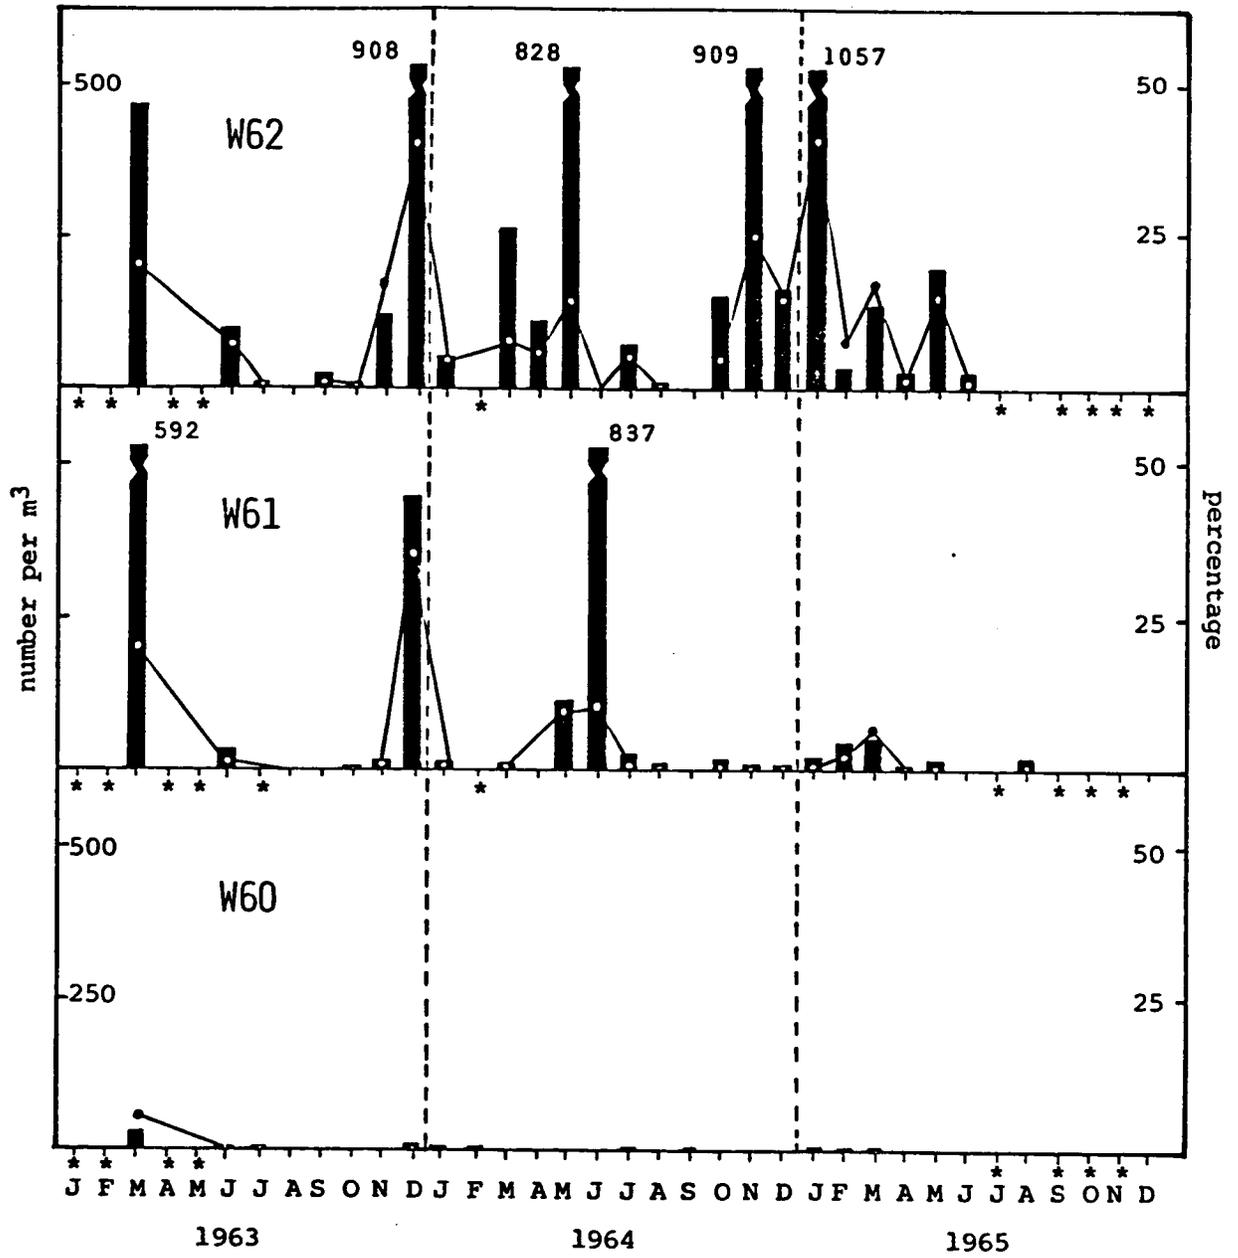 908 828 909 1057
500 50
W62
25
* * * * * * * * * *
592 837
50
W61
number per m³
percentage
25
* * * * * * * * * *
500 50
W60
250 25
* * * * * * * *
J F M A M J J A S O N D J F M A M J J A S O N D J F M A M J J A S O N D
1963 1964 1965